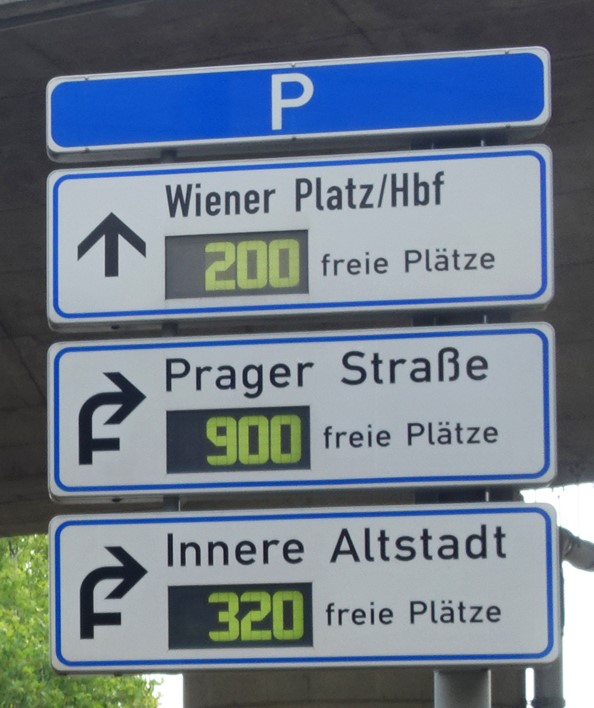 P
Wiener Platz/Hbf
200 freie Plätze
Prager Straße
900 freie Plätze
Innere Altstadt
320 freie Plätze